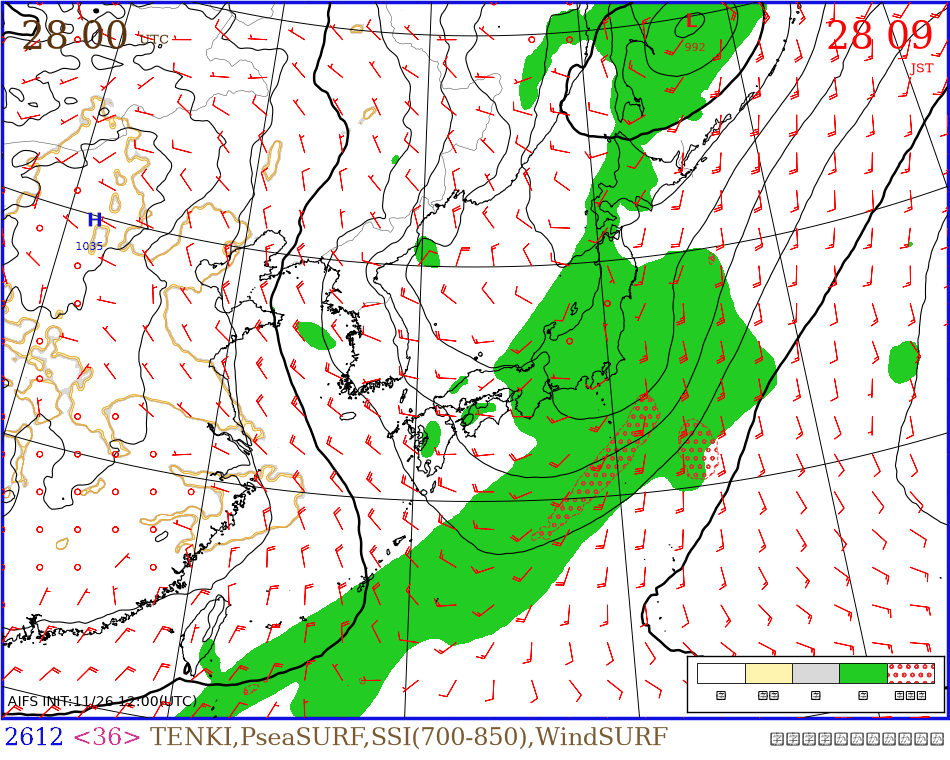 28 00 UTC
28 09
JST
L
992
H
1035
AIFS INIT:11/26 12:00(UTC)
2612 <36> TENKI,PseaSURF,SSI(700-850),WindSURF